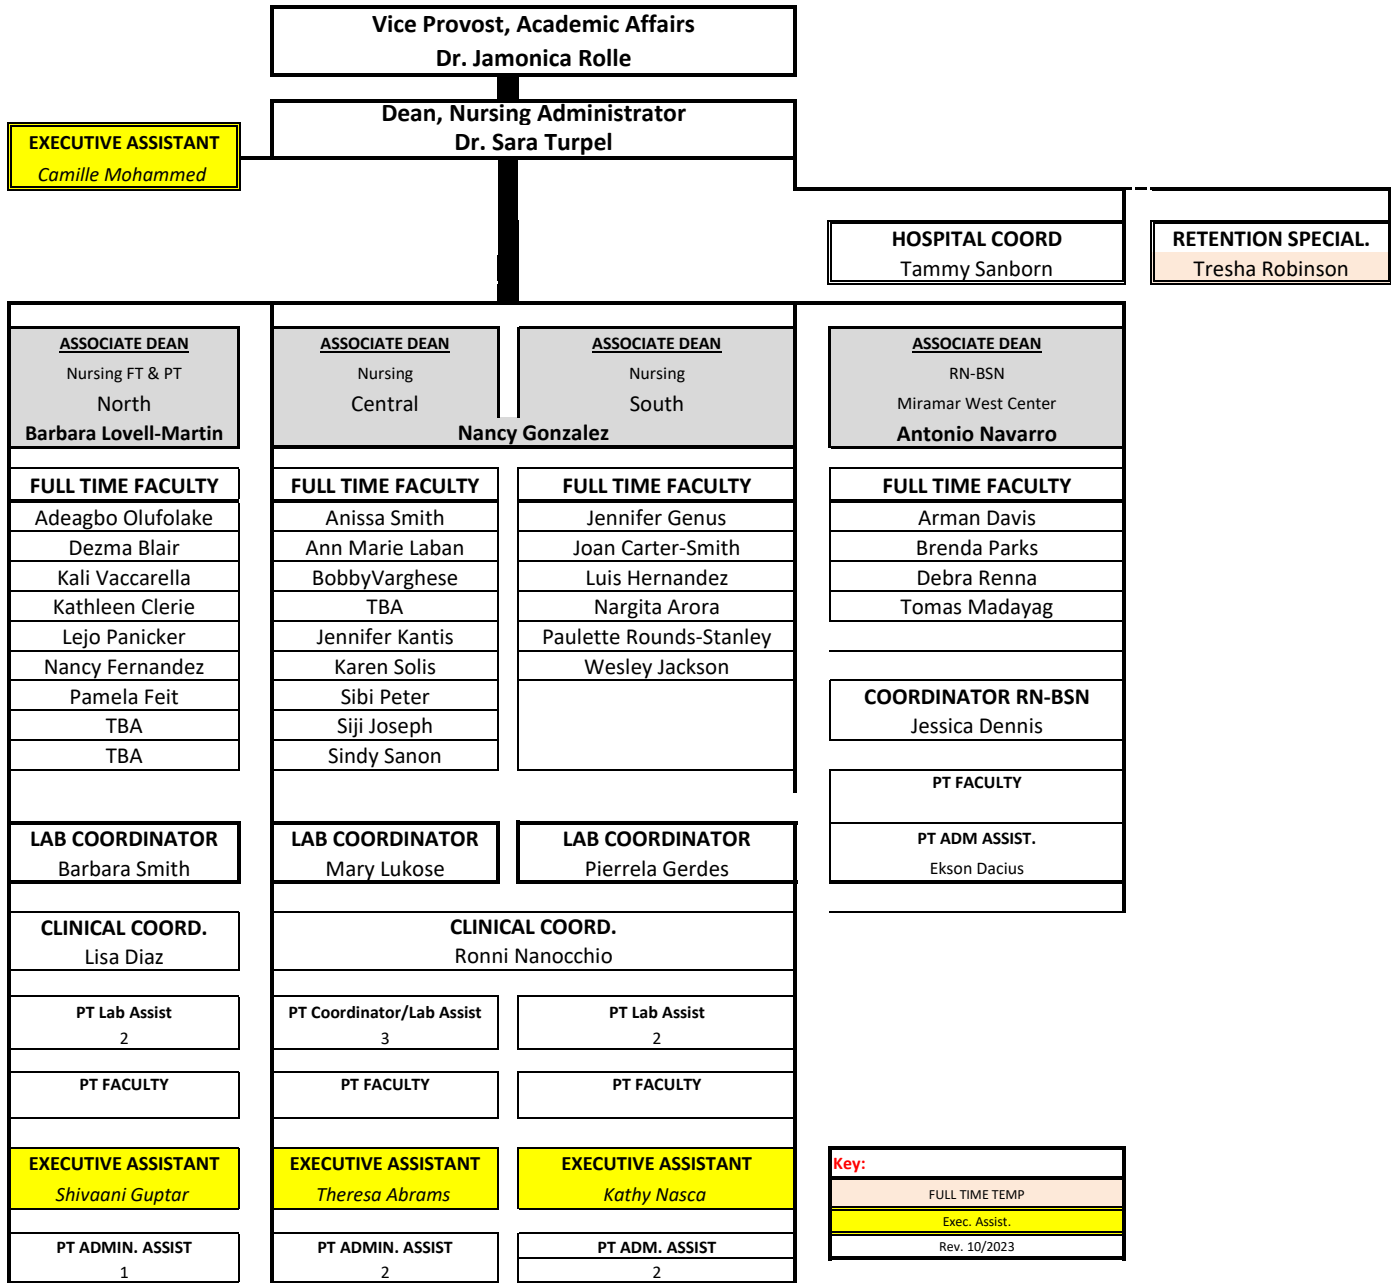 Vice Provost, Academic Affairs
Dr. Jamonica Rolle
Dean, Nursing Administrator
Dr. Sara Turpel
EXECUTIVE ASSISTANT
Camille Mohammed
HOSPITAL COORD
Tammy Sanborn
RETENTION SPECIAL.
Tresha Robinson
ASSOCIATE DEAN
Nursing FT & PT
North
Barbara Lovell-Martin
ASSOCIATE DEAN
Nursing
Central
ASSOCIATE DEAN
Nursing
South
Nancy Gonzalez
ASSOCIATE DEAN
RN-BSN
Miramar West Center
Antonio Navarro
FULL TIME FACULTY
Adeagbo Olufolake
Dezma Blair
Kali Vaccarella
Kathleen Clerie
Lejo Panicker
Nancy Fernandez
Pamela Feit
TBA
TBA
FULL TIME FACULTY
Anissa Smith
Ann Marie Laban
BobbyVarghese
TBA
Jennifer Kantis
Karen Solis
Sibi Peter
Siji Joseph
Sindy Sanon
FULL TIME FACULTY
Jennifer Genus
Joan Carter-Smith
Luis Hernandez
Nargita Arora
Paulette Rounds-Stanley
Wesley Jackson
FULL TIME FACULTY
Arman Davis
Brenda Parks
Debra Renna
Tomas Madayag
COORDINATOR RN-BSN
Jessica Dennis
PT FACULTY
PT ADM ASSIST.
Ekson Dacius
LAB COORDINATOR
Barbara Smith
LAB COORDINATOR
Mary Lukose
LAB COORDINATOR
Pierrela Gerdes
CLINICAL COORD.
Lisa Diaz
CLINICAL COORD.
Ronni Nanocchio
PT Lab Assist
2
PT Coordinator/Lab Assist
3
PT Lab Assist
2
PT FACULTY
PT FACULTY
PT FACULTY
EXECUTIVE ASSISTANT
Shivaani Guptar
EXECUTIVE ASSISTANT
Theresa Abrams
EXECUTIVE ASSISTANT
Kathy Nasca
PT ADMIN. ASSIST
1
PT ADMIN. ASSIST
2
PT ADM. ASSIST
2
Key:
FULL TIME TEMP
Exec. Assist.
Rev. 10/2023